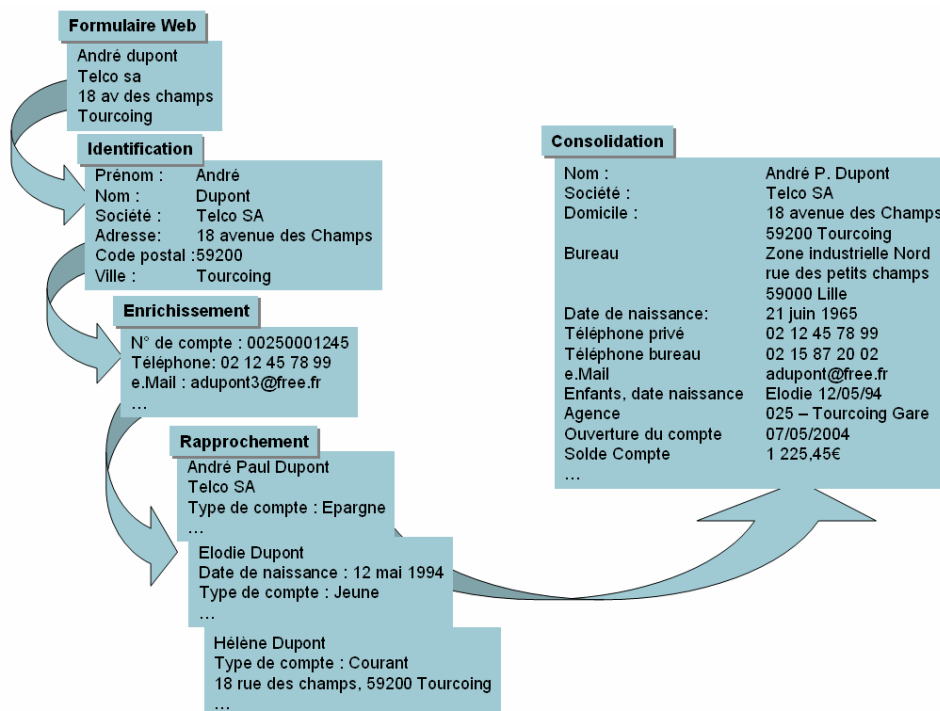 Formulaire Web
André dupont
Telco sa
18 av des champs
Tourcoing
Identification
Prénom : André
Nom : Dupont
Société : Telco SA
Adresse: 18 avenue des Champs
Code postal :59200
Ville : Tourcoing
Enrichissement
N° de compte : 00250001245
Téléphone: 02 12 45 78 99
e.Mail : adupont3@free.fr
...
Rapprochement
André Paul Dupont
Telco SA
Type de compte : Epargne
...
Elodie Dupont
Date de naissance : 12 mai 1994
Type de compte : Jeune
...
Hélène Dupont
Type de compte : Courant
18 rue des champs, 59200 Tourcoing
...
Consolidation
Nom : André P. Dupont
Société : Telco SA
Domicile : 18 avenue des Champs
59200 Tourcoing
Bureau Zone industrielle Nord
rue des petits champs
59000 Lille
Date de naissance: 21 juin 1965
Téléphone privé 02 12 45 78 99
Téléphone bureau 02 15 87 20 02
e.Mail adupont@free.fr
Enfants, date naissance Elodie 12/05/94
Agence 025 – Tourcoing Gare
Ouverture du compte 07/05/2004
Solde Compte 1 225,45€
...